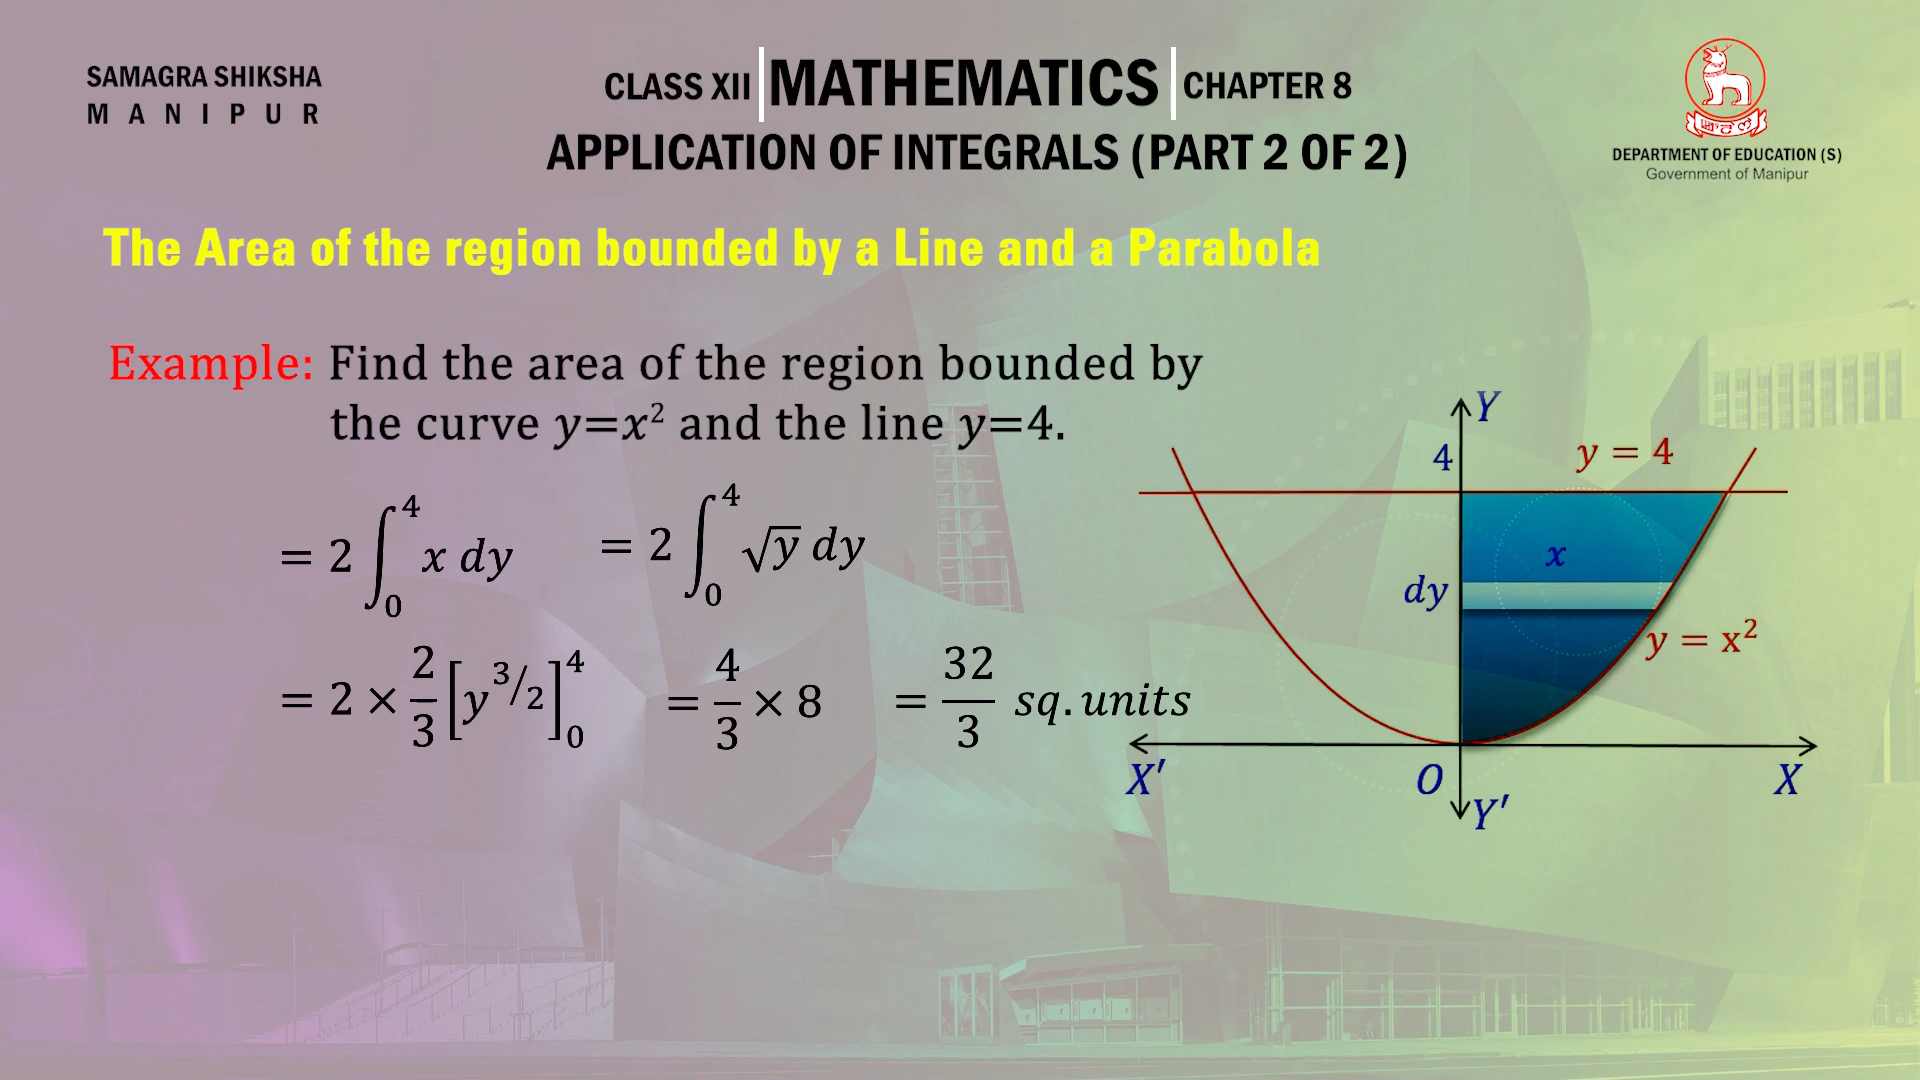 SAMAGRA SHIKSHA
MANIPUR
CLASS XII MATHEMATICS CHAPTER 8
APPLICATION OF INTEGRALS (PART 2 OF 2)
DEPARTMENT OF EDUCATION (S)
Government of Manipur
The Area of the region bounded by a Line and a Parabola
Example: Find the area of the region bounded by
the curve y=x² and the line y=4.
= 2 ∫₀⁴ x dy = 2 ∫₀⁴ √y dy
= 2 × 2/3 [y^3/2]₀⁴ = 4/3 × 8 = 32/3 sq. units
Y
4
y = 4
x
dy
y = x²
X′
O
X
Y′